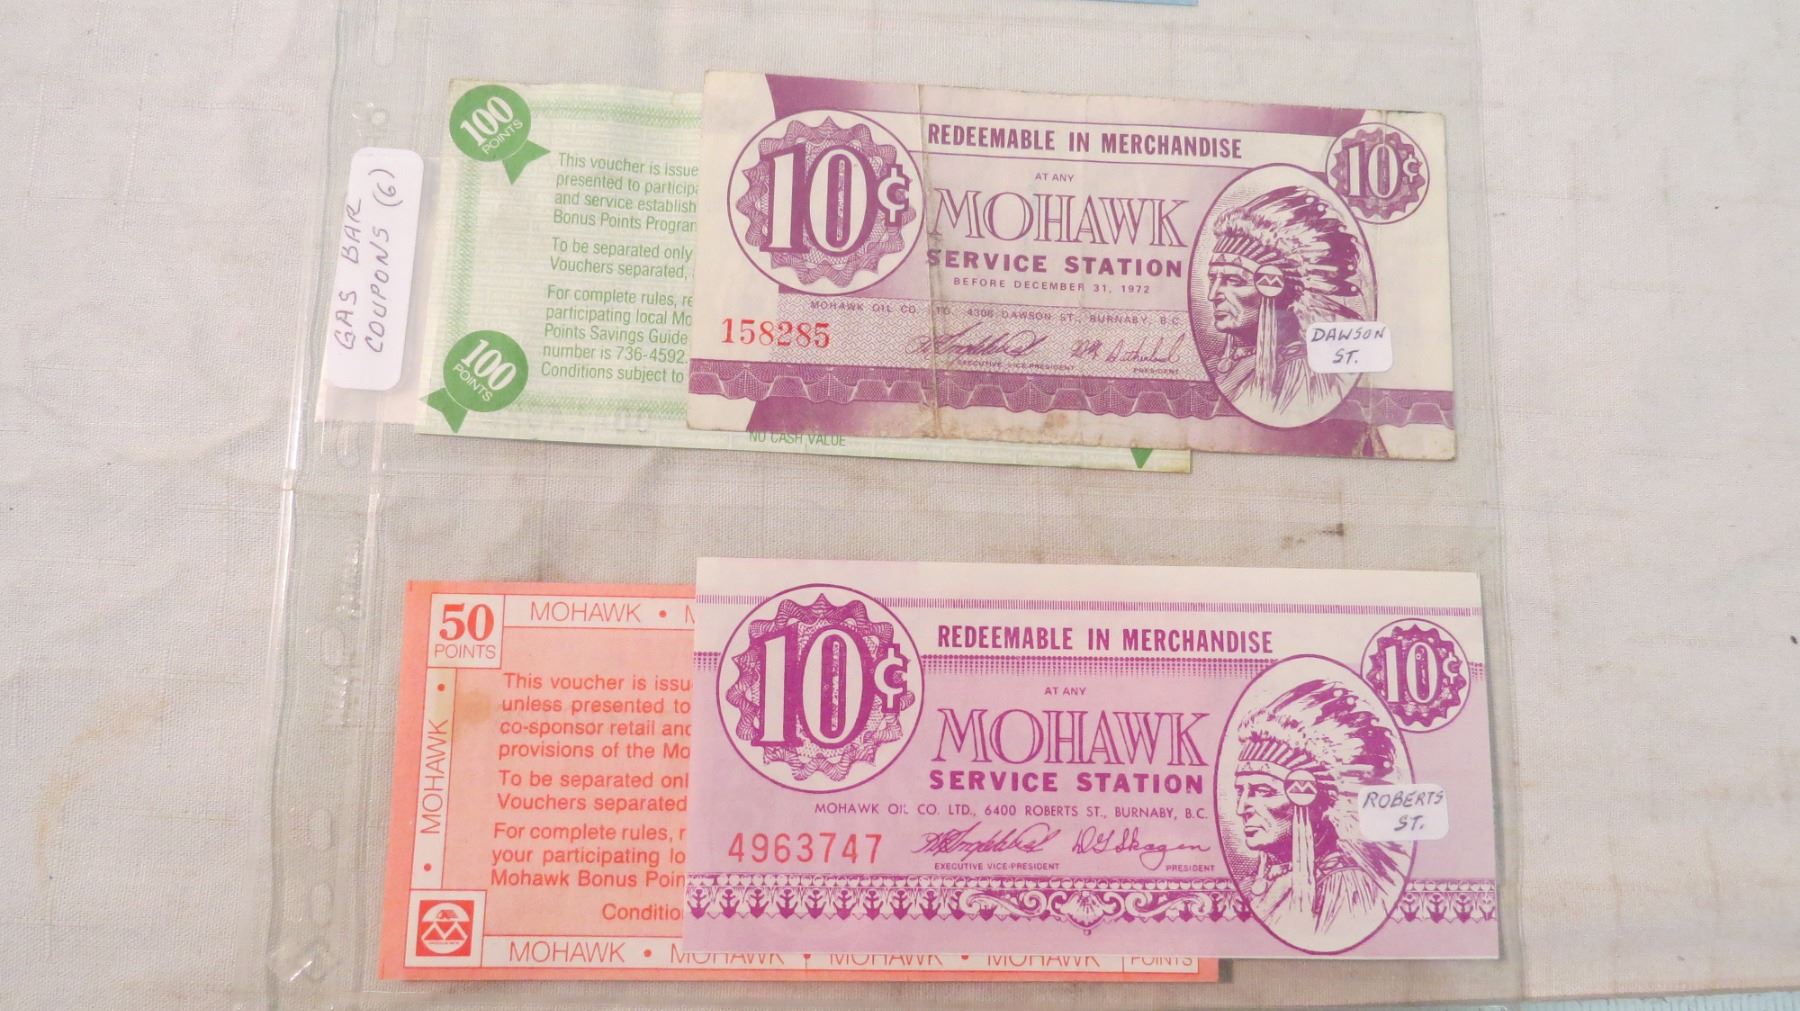 GAS BAR
COUPONS (6)
100
POINTS
This voucher is issue
presented to particip
and service establish
Bonus Points Progra
To be separated only
Vouchers separated,
For complete rules, re
participating local Mo
Points Savings Guide
number is 736-4592.
Conditions subject to
100
POINTS
NO CASH VALUE
10¢
REDEEMABLE IN MERCHANDISE
10¢
AT ANY
MOHAWK
SERVICE STATION
BEFORE DECEMBER 31, 1972
MOHAWK OIL CO. LTD. 4306 DAWSON ST., BURNABY, B.C.
158285
EXECUTIVE VICE-PRESIDENT
PRESIDENT
DAWSON
ST.
50
POINTS
MOHAWK • M
This voucher is issu
unless presented to
co-sponsor retail and
provisions of the Mo
To be separated onl
Vouchers separated
For complete rules, r
your participating lo
Mohawk Bonus Poin
Conditio
• MOHAWK •
MOHAWK • MOHAWK • MOHAWK • MOHAWK
POINTS
10¢
REDEEMABLE IN MERCHANDISE
10¢
AT ANY
MOHAWK
SERVICE STATION
MOHAWK OIL CO. LTD., 6400 ROBERTS ST., BURNABY, B.C.
4963747
EXECUTIVE VICE-PRESIDENT
PRESIDENT
ROBERTS
ST.